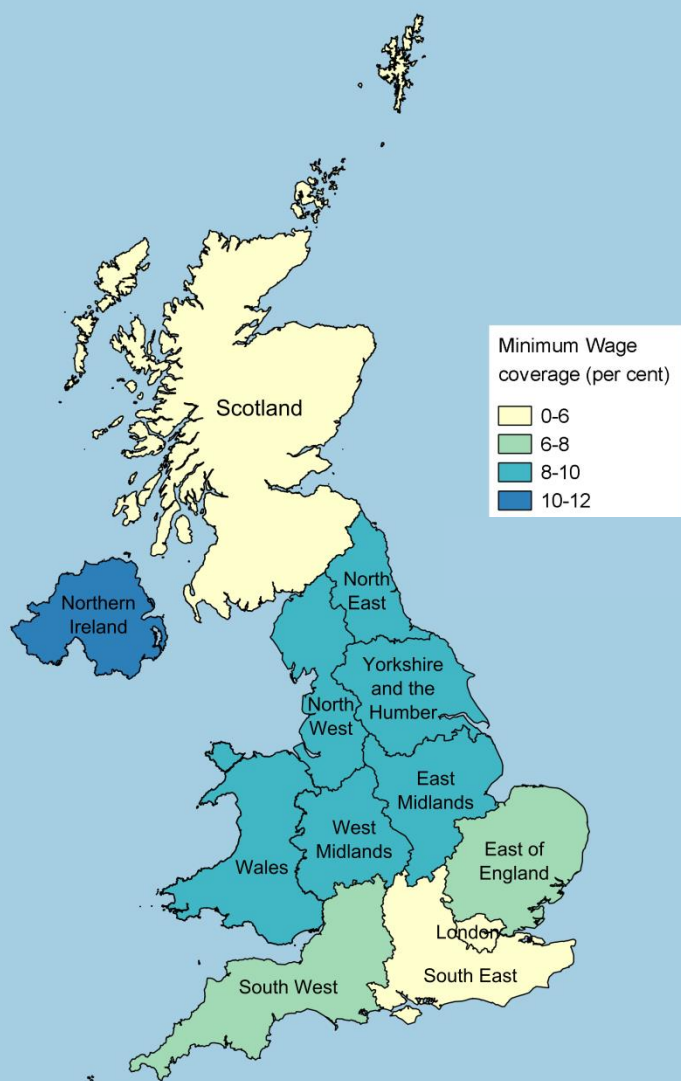 Minimum Wage
coverage (per cent)
0-6
6-8
8-10
10-12
Scotland
Northern
Ireland
North
East
Yorkshire
and the
Humber
North
West
East
Midlands
West
Midlands
Wales
East of
England
London
South East
South West